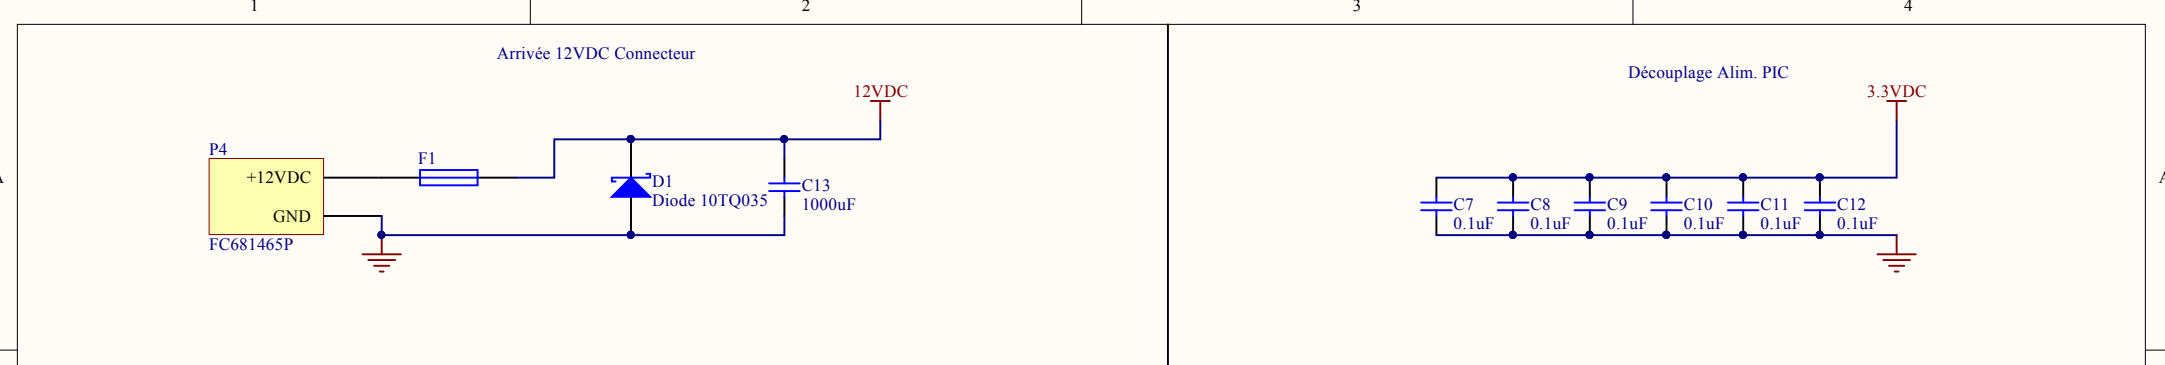 1
2
3
4
Arrivée 12VDC Connecteur
12VDC
P4
+12VDC
GND
FC681465P
F1
D1
Diode 10TQ035
C13
1000uF
Découplage Alim. PIC
3.3VDC
C7
0.1uF
C8
0.1uF
C9
0.1uF
C10
0.1uF
C11
0.1uF
C12
0.1uF
A
A